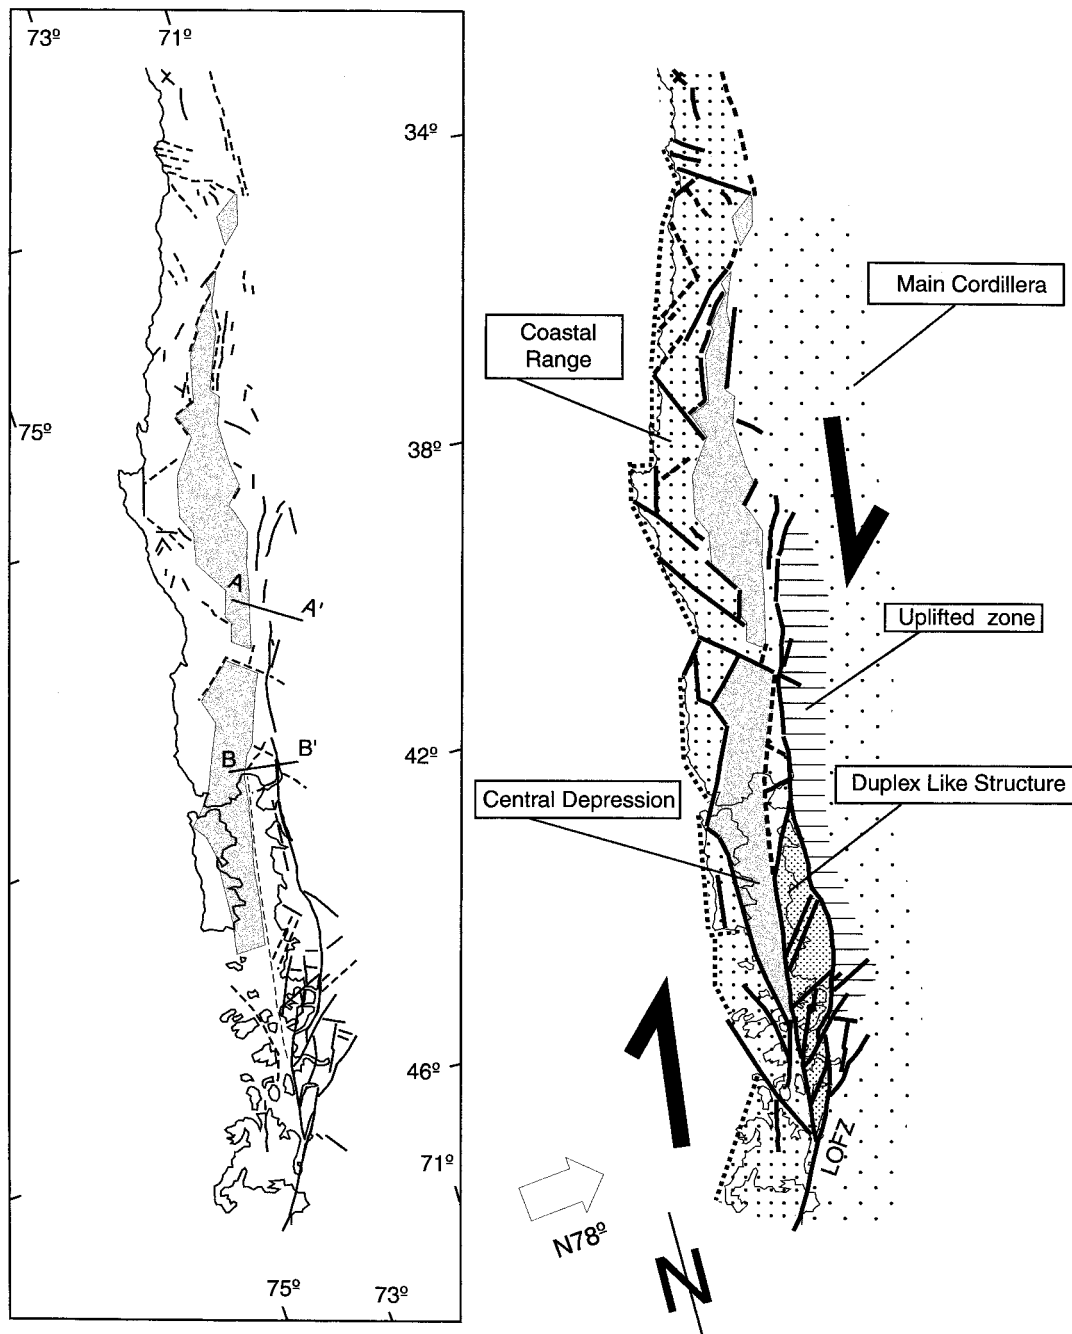 73º
71º
34º
Main Cordillera
Coastal
Range
75º
38º
A
A'
Uplifted zone
B
B'
42º
Central Depression
Duplex Like Structure
46º
71º
LOFZ
N78º
N
75º
73º